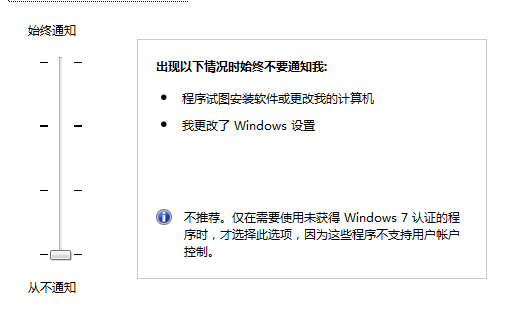 始终通知
出现以下情况时始终不要通知我:
程序试图安装软件或更改我的计算机
我更改了 Windows 设置
不推荐。仅在需要使用未获得 Windows 7 认证的程
序时，才选择此选项，因为这些程序不支持用户帐户
控制。
从不通知